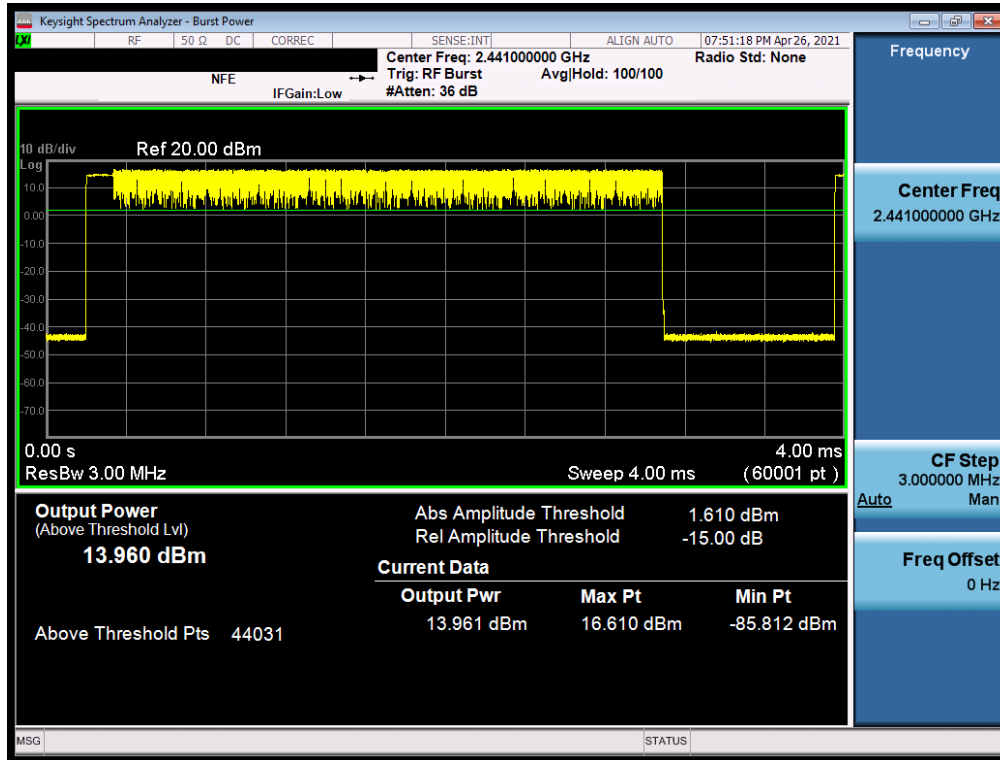 Keysight Spectrum Analyzer - Burst Power
LXI RF 50 Ω DC CORREC SENSE:INT ALIGN AUTO 07:51:18 PM Apr 26, 2021
Center Freq: 2.441000000 GHz Radio Std: None
NFE Trig: RF Burst Avg|Hold: 100/100
IFGain:Low #Atten: 36 dB
10 dB/div Ref 20.00 dBm
Log
10.0
0.00
-10.0
-20.0
-30.0
-40.0
-50.0
-60.0
-70.0
0.00 s 4.00 ms
ResBw 3.00 MHz Sweep 4.00 ms (60001 pt )
Output Power
(Above Threshold Lvl)
13.960 dBm
Above Threshold Pts 44031
Abs Amplitude Threshold 1.610 dBm
Rel Amplitude Threshold -15.00 dB
Current Data
Output Pwr Max Pt Min Pt
13.961 dBm 16.610 dBm -85.812 dBm
Frequency
Center Freq
2.441000000 GHz
CF Step
3.000000 MHz
Auto Man
Freq Offset
0 Hz
MSG STATUS